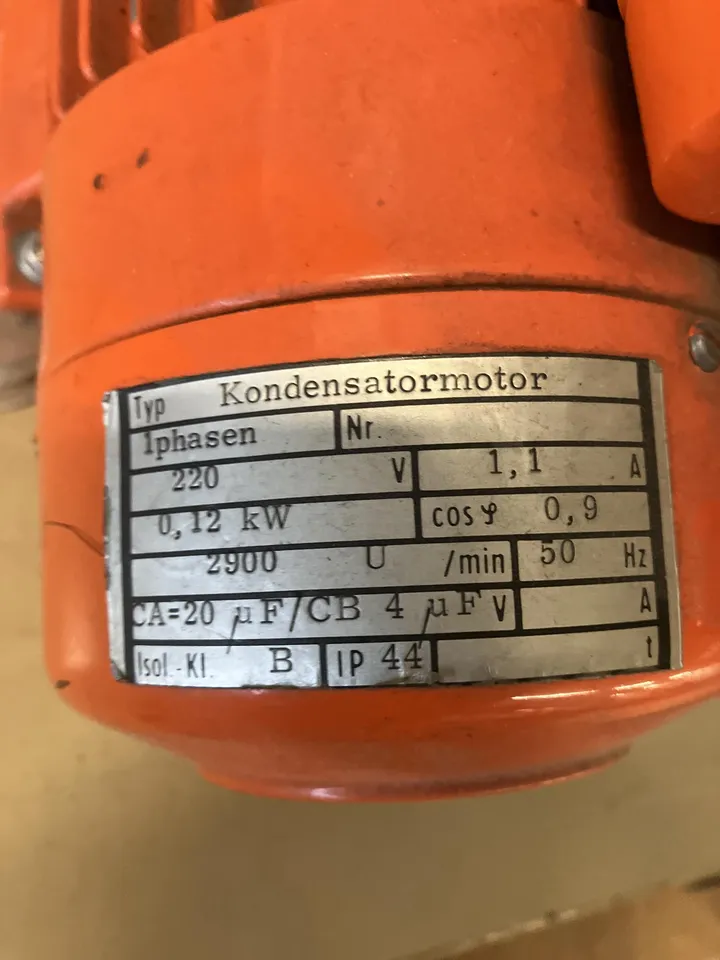 Typ Kondensatormotor
1phasen Nr.
220 V 1,1 A
0,12 kW cos φ 0,9
2900 U /min 50 Hz
CA=20 µF/CB 4 µF V A
Isol.-Kl. B IP 44 t